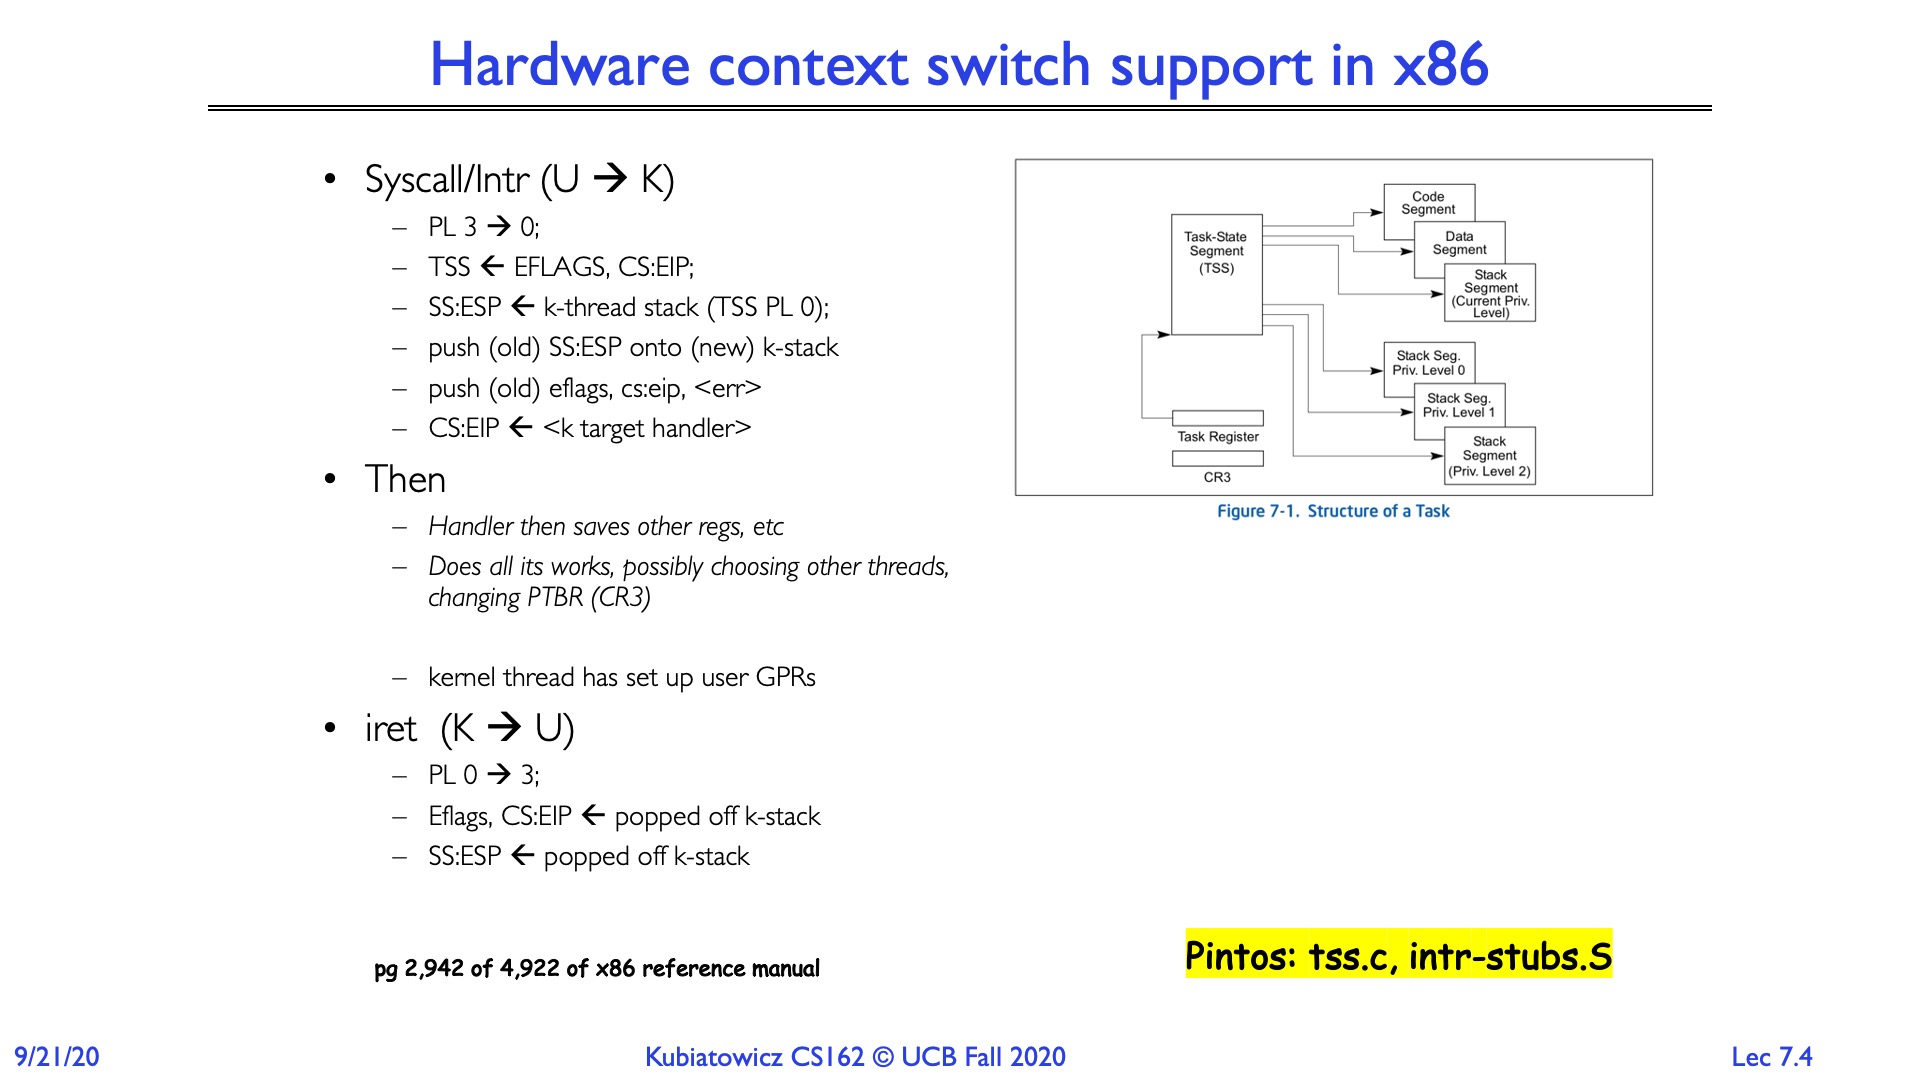 Hardware context switch support in x86
• Syscall/Intr (U → K)
– PL 3 → 0;
– TSS ← EFLAGS, CS:EIP;
– SS:ESP ← k-thread stack (TSS PL 0);
– push (old) SS:ESP onto (new) k-stack
– push (old) eflags, cs:eip, <err>
– CS:EIP ← <k target handler>
• Then
– Handler then saves other regs, etc
– Does all its works, possibly choosing other threads,
changing PTBR (CR3)
– kernel thread has set up user GPRs
• iret (K → U)
– PL 0 → 3;
– Eflags, CS:EIP ← popped off k-stack
– SS:ESP ← popped off k-stack
pg 2,942 of 4,922 of x86 reference manual
Task-State
Segment
(TSS)
Task Register
CR3
Code
Segment
Data
Segment
Stack
Segment
(Current Priv.
Level)
Stack Seg.
Priv. Level 0
Stack Seg.
Priv. Level 1
Stack
Segment
(Priv. Level 2)
Figure 7-1. Structure of a Task
Pintos: tss.c, intr-stubs.S
9/21/20
Kubiatowicz CS162 © UCB Fall 2020
Lec 7.4